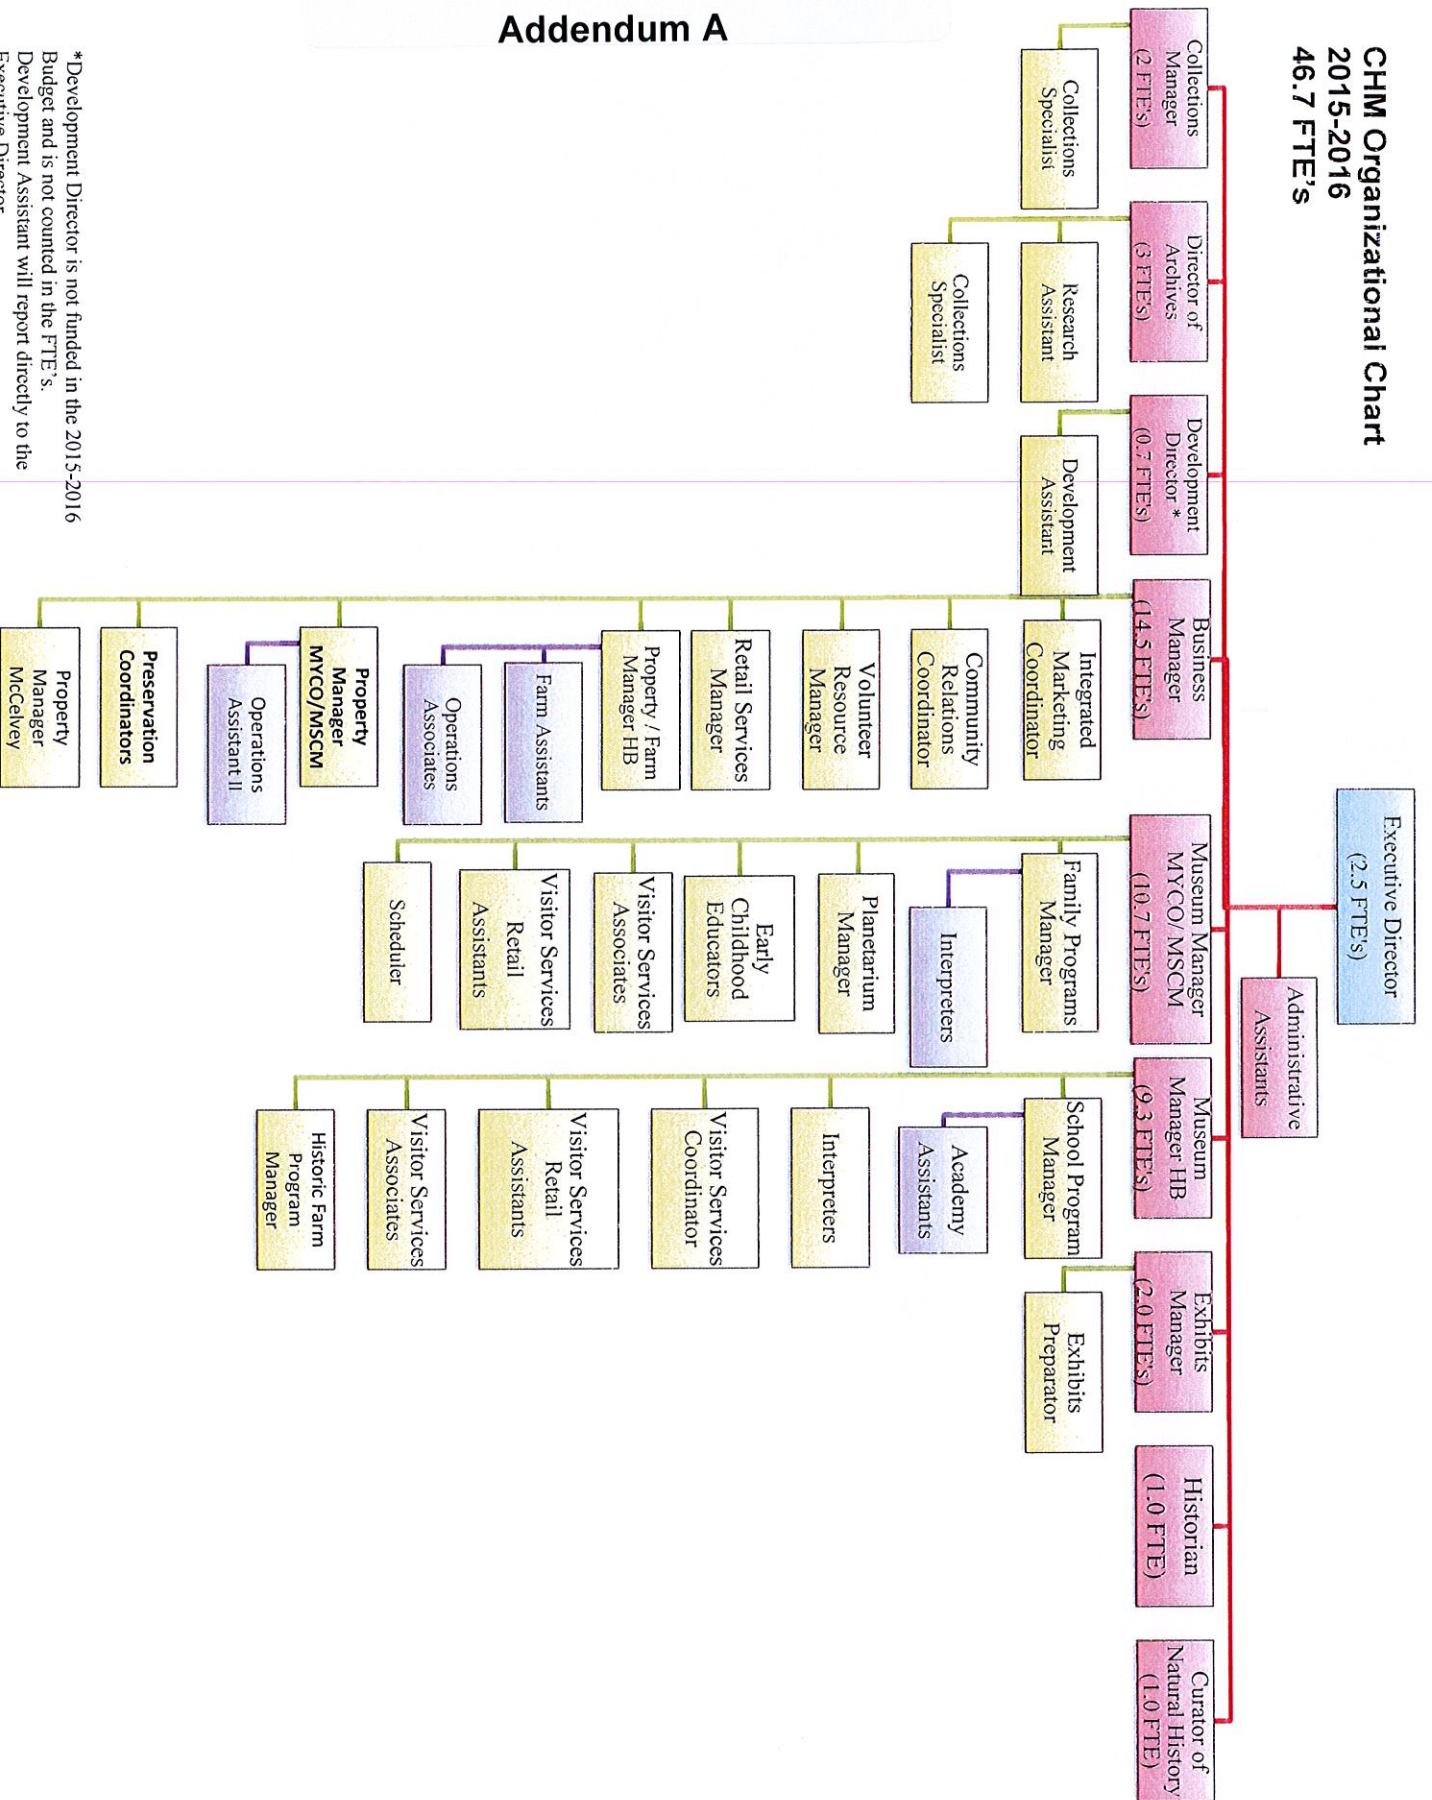 Addendum A
CHM Organizational Chart
2015-2016
46.7 FTE's
Executive Director
(2.5 FTE's)
Administrative
Assistants
Collections
Manager
(2 FTE's)
Collections
Specialist
Director of
Archives
(3 FTE's)
Research
Assistant
Collections
Specialist
Development
Director *
(0.7 FTE's)
Development
Assistant
Business
Manager
(14.5 FTE's)
Integrated
Marketing
Coordinator
Community
Relations
Coordinator
Volunteer
Resource
Manager
Retail Services
Manager
Property / Farm
Manager HB
Farm Assistants
Operations
Associates
Property
Manager
MYCO/MSCM
Operations
Assistant II
Preservation
Coordinators
Property
Manager
McCelvey
Museum Manager
MYCO/ MSCM
(10.7 FTE's)
Family Programs
Manager
Interpreters
Planetarium
Manager
Early
Childhood
Educators
Visitor Services
Associates
Visitor Services
Retail
Assistants
Scheduler
Museum
Manager HB
(9.3 FTE's)
School Program
Manager
Academy
Assistants
Interpreters
Visitor Services
Coordinator
Visitor Services
Retail
Assistants
Visitor Services
Associates
Historic Farm
Program
Manager
Exhibits
Manager
(2.0 FTE's)
Exhibits
Preparator
Historian
(1.0 FTE)
Curator of
Natural History
(1.0 FTE)
*Development Director is not funded in the 2015-2016
Budget and is not counted in the FTE's.
Development Assistant will report directly to the
Executive Director